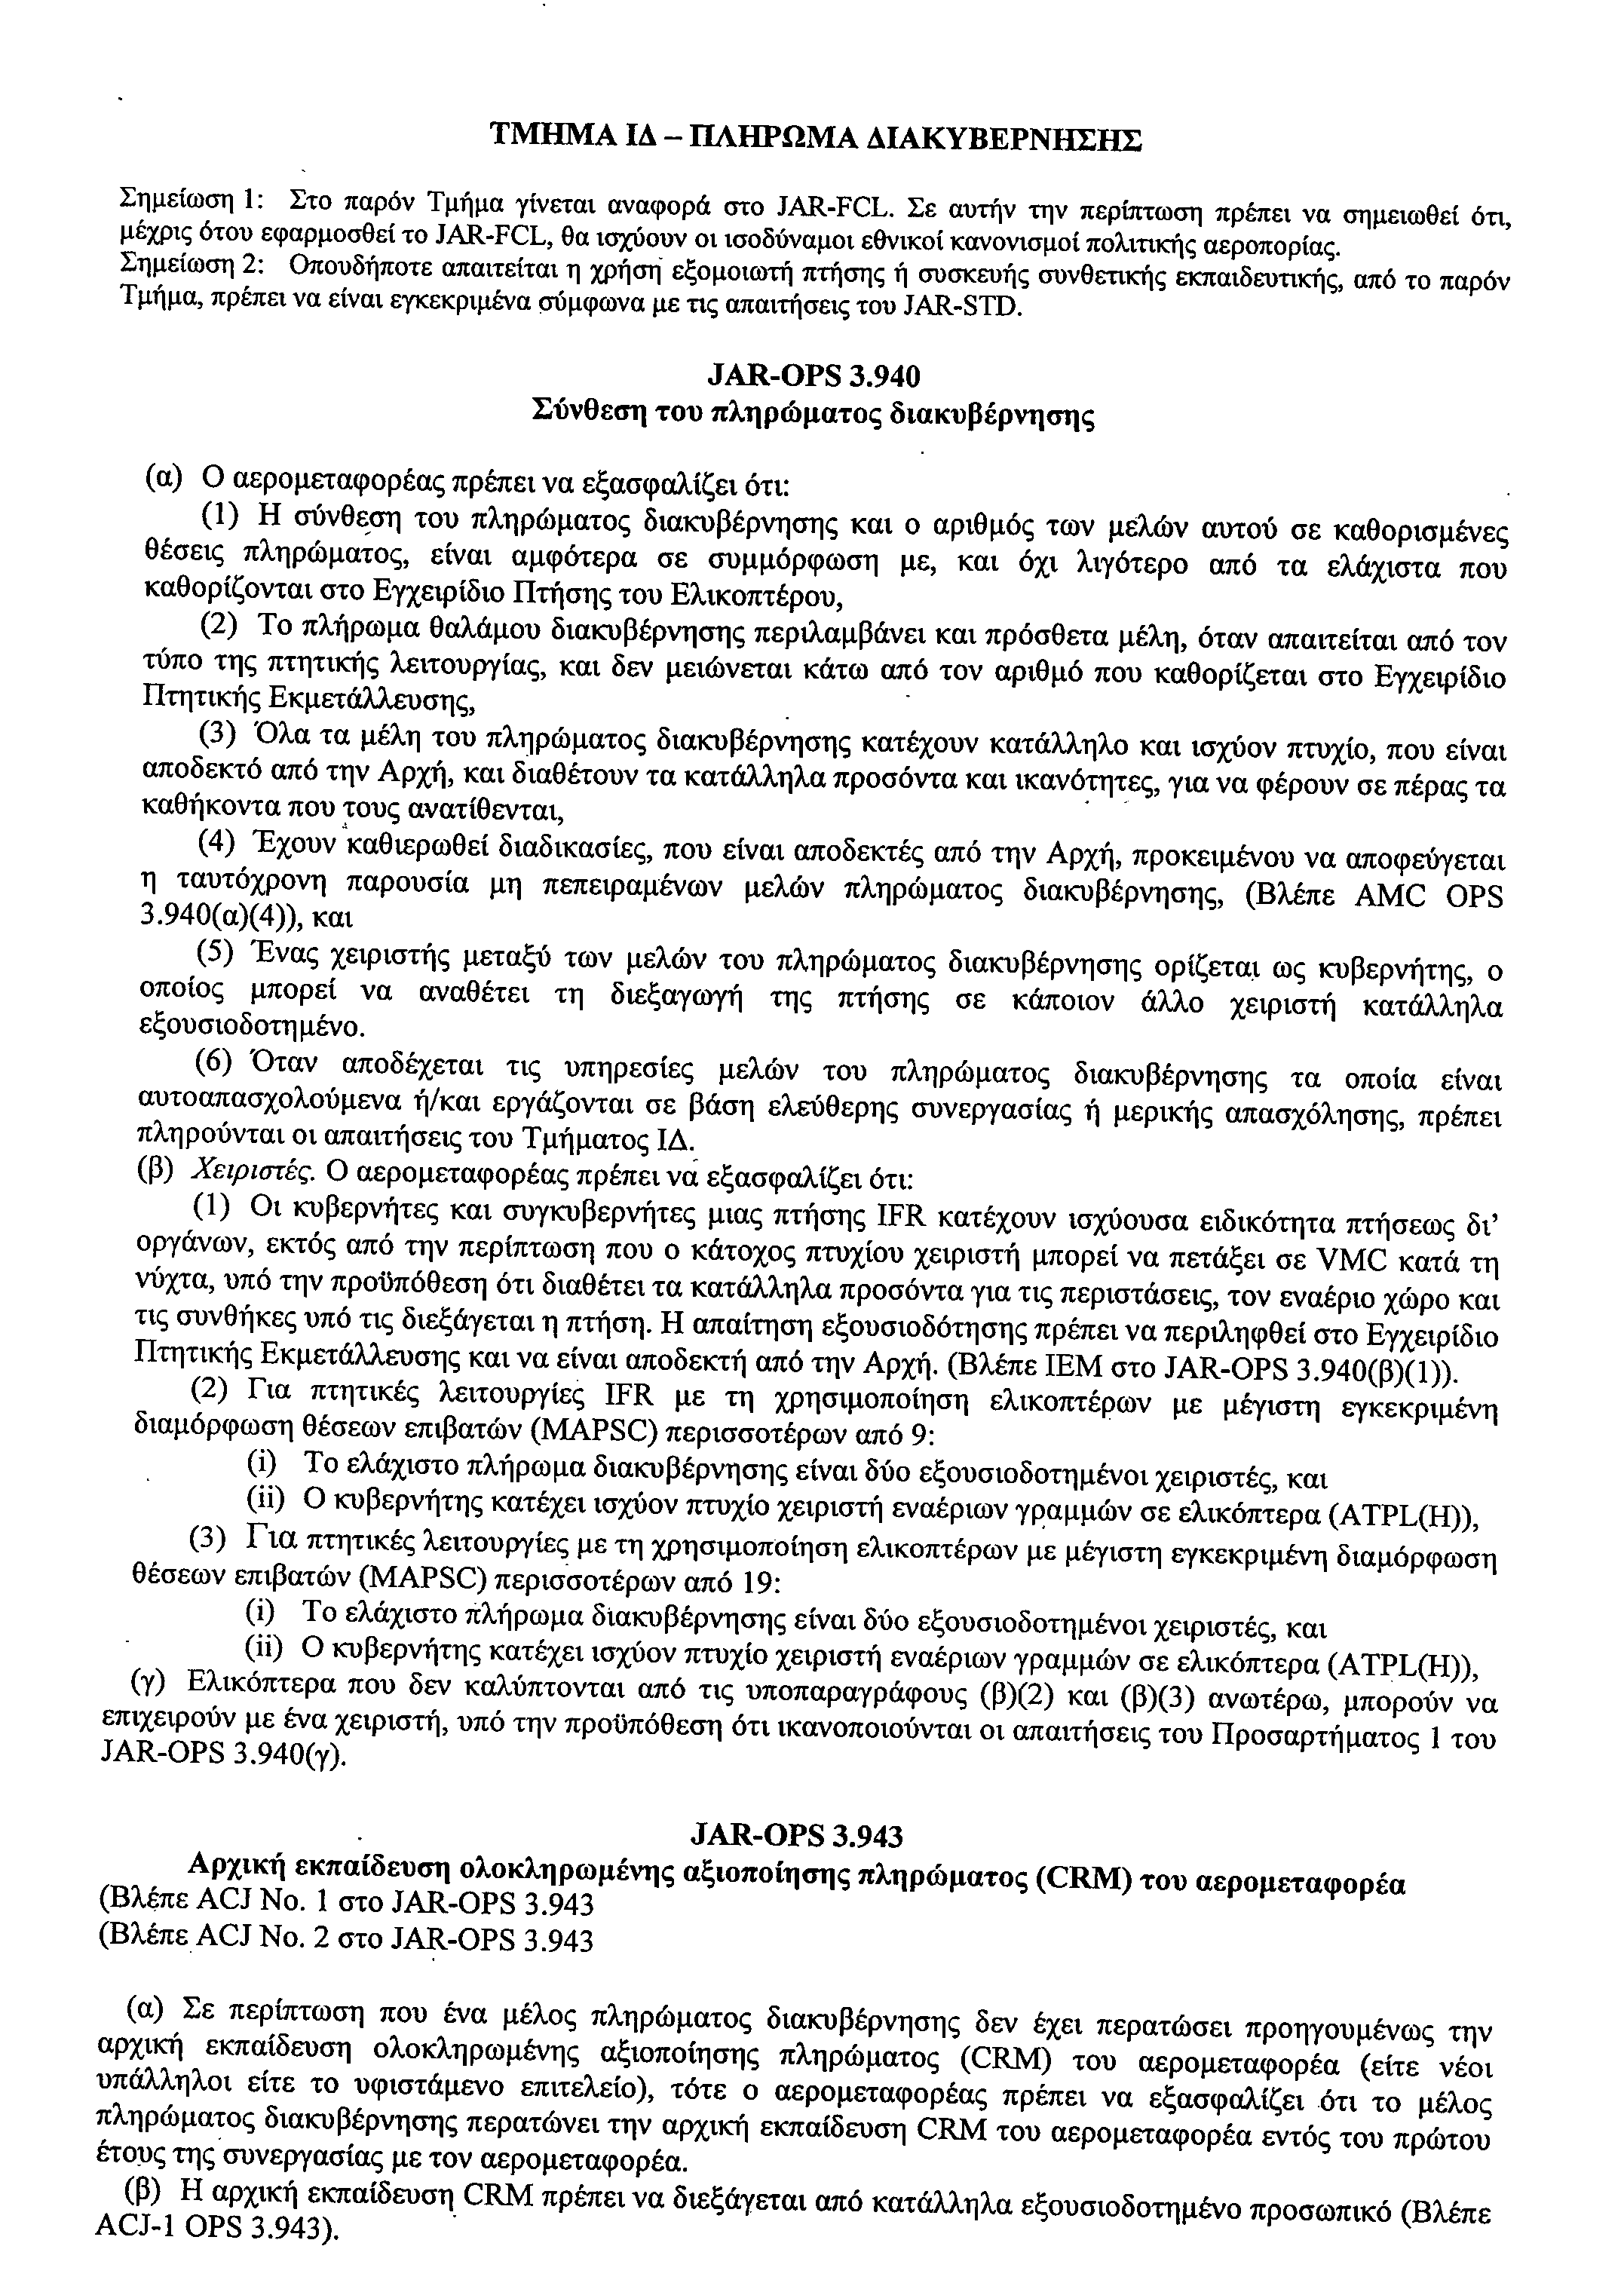 ΤΜΗΜΑ ΙΔ – ΠΛΗΡΩΜΑ ΔΙΑΚΥΒΕΡΝΗΣΗΣ
Σημείωση 1: Στο παρόν Τμήμα γίνεται αναφορά στο JAR-FCL. Σε αυτήν την περίπτωση πρέπει να σημειωθεί ότι,
μέχρις ότου εφαρμοσθεί το JAR-FCL, θα ισχύουν οι ισοδύναμοι εθνικοί κανονισμοί πολιτικής αεροπορίας.
Σημείωση 2: Οπουδήποτε απαιτείται η χρήση εξομοιωτή πτήσης ή συσκευής συνθετικής εκπαιδευτικής, από το παρόν
Τμήμα, πρέπει να είναι εγκεκριμένα σύμφωνα με τις απαιτήσεις του JAR-STD.
JAR-OPS 3.940
Σύνθεση του πληρώματος διακυβέρνησης
(α) Ο αερομεταφορέας πρέπει να εξασφαλίζει ότι:
(1) Η σύνθεση του πληρώματος διακυβέρνησης και ο αριθμός των μελών αυτού σε καθορισμένες
θέσεις πληρώματος, είναι αμφότερα σε συμμόρφωση με, και όχι λιγότερο από τα ελάχιστα που
καθορίζονται στο Εγχειρίδιο Πτήσης του Ελικοπτέρου,
(2) Το πλήρωμα θαλάμου διακυβέρνησης περιλαμβάνει και πρόσθετα μέλη, όταν απαιτείται από τον
τύπο της πτητικής λειτουργίας, και δεν μειώνεται κάτω από τον αριθμό που καθορίζεται στο Εγχειρίδιο
Πτητικής Εκμετάλλευσης,
(3) Όλα τα μέλη του πληρώματος διακυβέρνησης κατέχουν κατάλληλο και ισχύον πτυχίο, που είναι
αποδεκτό από την Αρχή, και διαθέτουν τα κατάλληλα προσόντα και ικανότητες, για να φέρουν σε πέρας τα
καθήκοντα που τους ανατίθενται,
(4) Έχουν καθιερωθεί διαδικασίες, που είναι αποδεκτές από την Αρχή, προκειμένου να αποφεύγεται
η ταυτόχρονη παρουσία μη πεπειραμένων μελών πληρώματος διακυβέρνησης, (Βλέπε AMC OPS
3.940(α)(4)), και
(5) Ένας χειριστής μεταξύ των μελών του πληρώματος διακυβέρνησης ορίζεται ως κυβερνήτης, ο
οποίος μπορεί να αναθέτει τη διεξαγωγή της πτήσης σε κάποιον άλλο χειριστή κατάλληλα
εξουσιοδοτημένο.
(6) Όταν αποδέχεται τις υπηρεσίες μελών του πληρώματος διακυβέρνησης τα οποία είναι
αυτοαπασχολούμενα ή/και εργάζονται σε βάση ελεύθερης συνεργασίας ή μερικής απασχόλησης, πρέπει
πληρούνται οι απαιτήσεις του Τμήματος ΙΔ.
(β) Χειριστές. Ο αερομεταφορέας πρέπει να εξασφαλίζει ότι:
(1) Οι κυβερνήτες και συγκυβερνήτες μιας πτήσης IFR κατέχουν ισχύουσα ειδικότητα πτήσεως δι’
οργάνων, εκτός από την περίπτωση που ο κάτοχος πτυχίου χειριστή μπορεί να πετάξει σε VMC κατά τη
νύχτα, υπό την προϋπόθεση ότι διαθέτει τα κατάλληλα προσόντα για τις περιστάσεις, τον εναέριο χώρο και
τις συνθήκες υπό τις διεξάγεται η πτήση. Η απαίτηση εξουσιοδότησης πρέπει να περιληφθεί στο Εγχειρίδιο
Πτητικής Εκμετάλλευσης και να είναι αποδεκτή από την Αρχή. (Βλέπε IEM στο JAR-OPS 3.940(β)(1)).
(2) Για πτητικές λειτουργίες IFR με τη χρησιμοποίηση ελικοπτέρων με μέγιστη εγκεκριμένη
διαμόρφωση θέσεων επιβατών (MAPSC) περισσοτέρων από 9:
(i) Το ελάχιστο πλήρωμα διακυβέρνησης είναι δύο εξουσιοδοτημένοι χειριστές, και
(ii) Ο κυβερνήτης κατέχει ισχύον πτυχίο χειριστή εναέριων γραμμών σε ελικόπτερα (ATPL(H)),
(3) Για πτητικές λειτουργίες με τη χρησιμοποίηση ελικοπτέρων με μέγιστη εγκεκριμένη διαμόρφωση
θέσεων επιβατών (MAPSC) περισσοτέρων από 19:
(i) Το ελάχιστο πλήρωμα διακυβέρνησης είναι δύο εξουσιοδοτημένοι χειριστές, και
(ii) Ο κυβερνήτης κατέχει ισχύον πτυχίο χειριστή εναέριων γραμμών σε ελικόπτερα (ATPL(H)),
(γ) Ελικόπτερα που δεν καλύπτονται από τις υποπαραγράφους (β)(2) και (β)(3) ανωτέρω, μπορούν να
επιχειρούν με ένα χειριστή, υπό την προϋπόθεση ότι ικανοποιούνται οι απαιτήσεις του Προσαρτήματος 1 του
JAR-OPS 3.940(γ).
JAR-OPS 3.943
Αρχική εκπαίδευση ολοκληρωμένης αξιοποίησης πληρώματος (CRM) του αερομεταφορέα
(Βλέπε ACJ No. 1 στο JAR-OPS 3.943
(Βλέπε ACJ No. 2 στο JAR-OPS 3.943
(α) Σε περίπτωση που ένα μέλος πληρώματος διακυβέρνησης δεν έχει περατώσει προηγουμένως την
αρχική εκπαίδευση ολοκληρωμένης αξιοποίησης πληρώματος (CRM) του αερομεταφορέα (είτε νέοι
υπάλληλοι είτε το υφιστάμενο επιτελείο), τότε ο αερομεταφορέας πρέπει να εξασφαλίζει ότι το μέλος
πληρώματος διακυβέρνησης περατώνει την αρχική εκπαίδευση CRM του αερομεταφορέα εντός του πρώτου
έτους της συνεργασίας με τον αερομεταφορέα.
(β) Η αρχική εκπαίδευση CRM πρέπει να διεξάγεται από κατάλληλα εξουσιοδοτημένο προσωπικό (Βλέπε
ACJ-1 OPS 3.943).